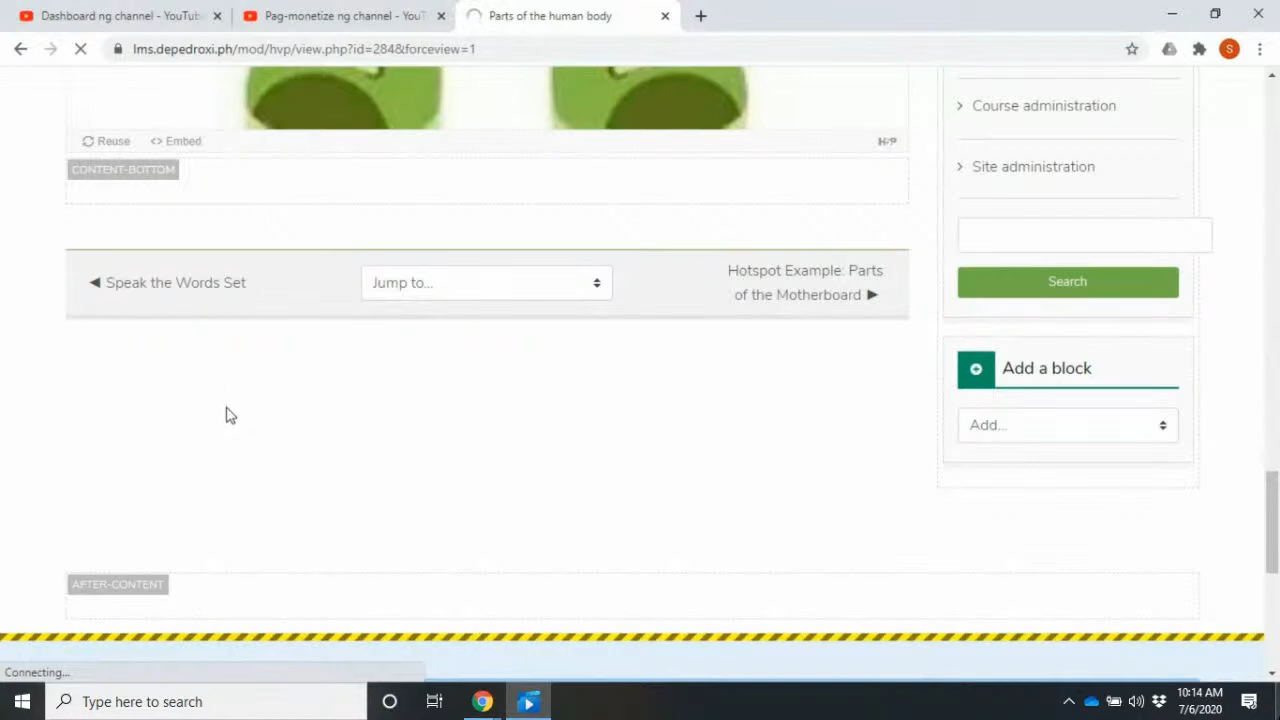 Dashboard ng channel - YouTube
Pag-monetize ng channel - YouT
Parts of the human body
lms.depedroxi.ph/mod/hvp/view.php?id=284&forceview=1
S
Course administration
Reuse
<> Embed
H5P
CONTENT-BOTTOM
Site administration
Search
◄ Speak the Words Set
Jump to...
Hotspot Example: Parts
of the Motherboard ►
Add a block
Add...
AFTER-CONTENT
Connecting...
Type here to search
10:14 AM
7/6/2020